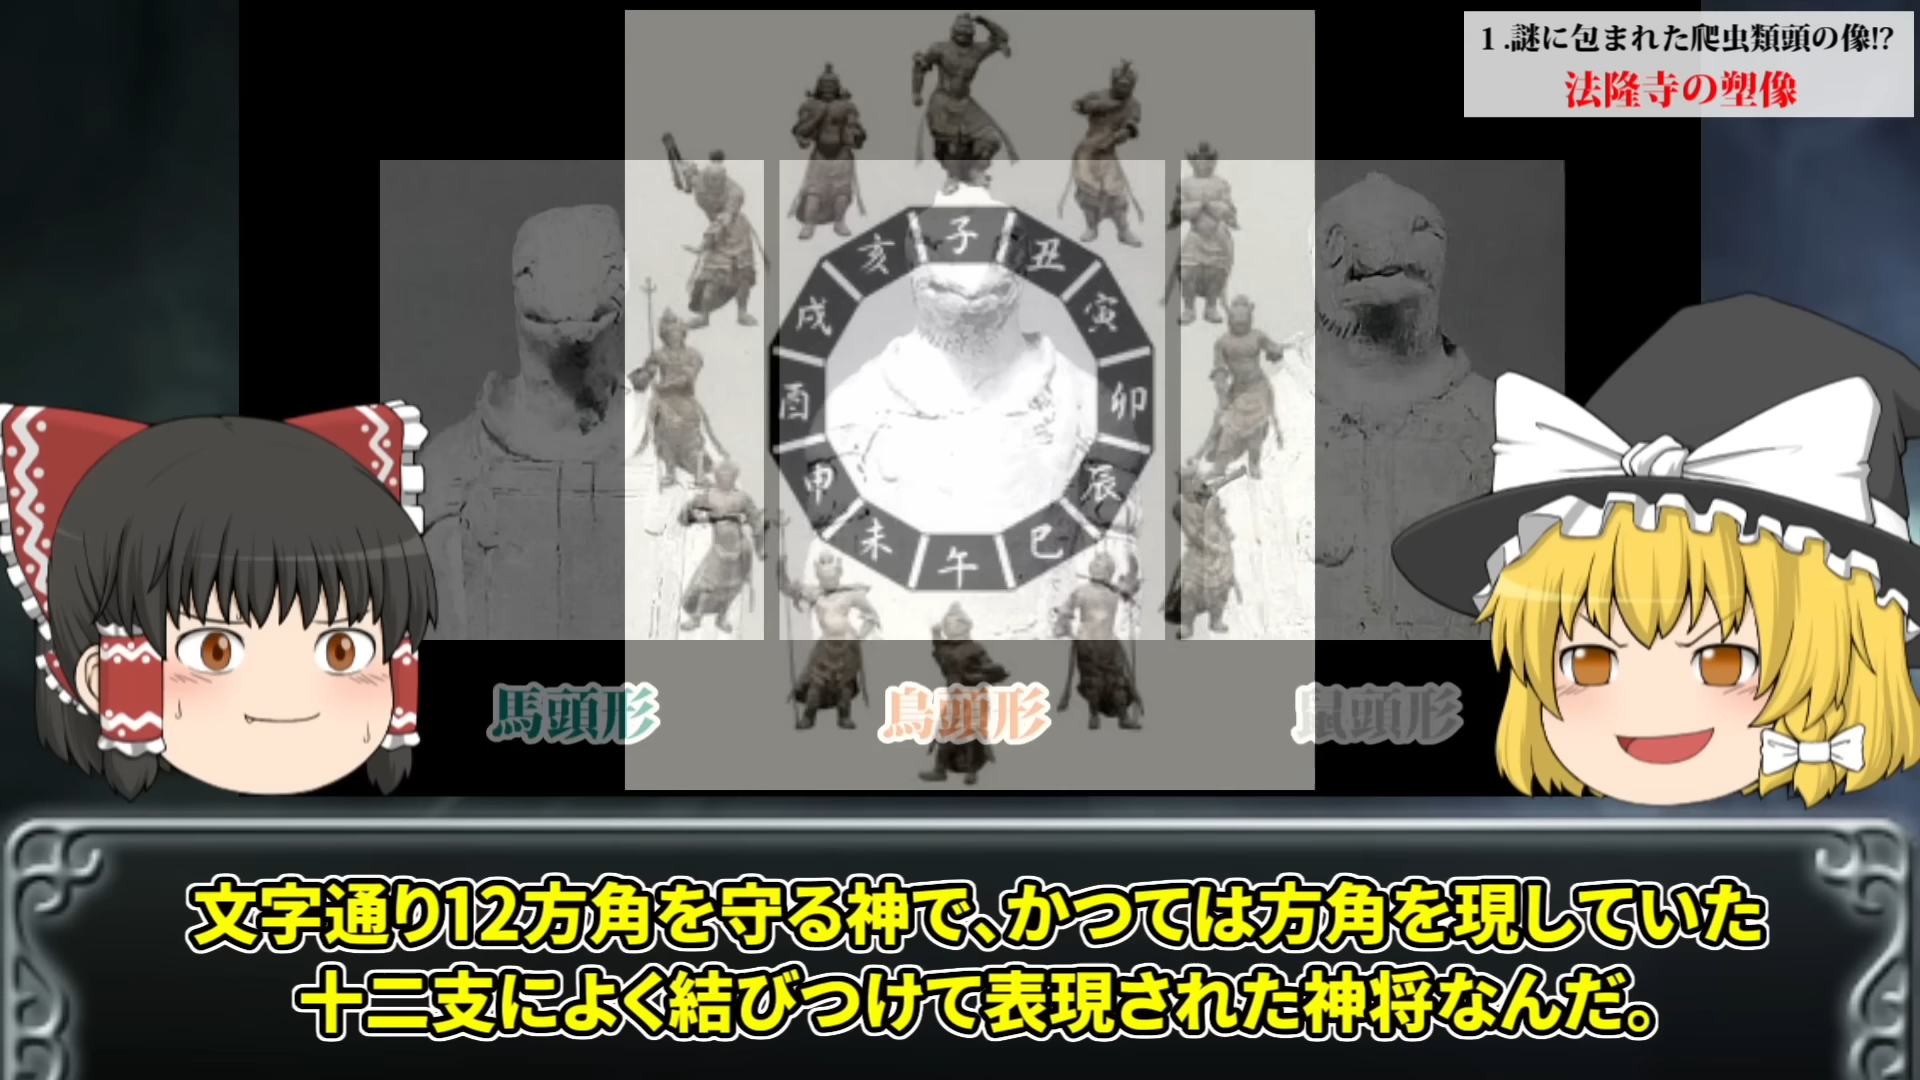 1.謎に包まれた爬虫類頭の像!?
法隆寺の塑像
子
丑
寅
卯
辰
巳
午
未
申
酉
戌
亥
馬頭形
鳥頭形
鼠頭形
文字通り12方角を守る神で、かつては方角を現していた
十二支によく結びつけて表現された神将なんだ。